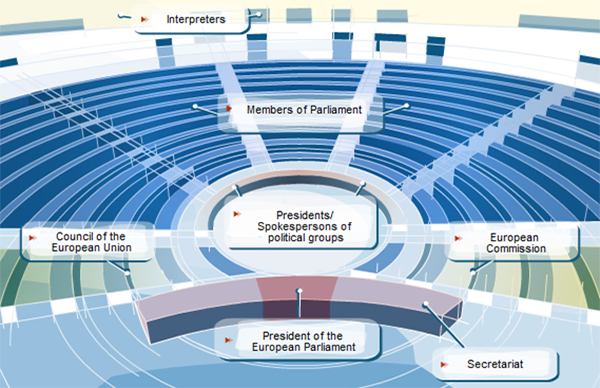 Interpreters
Members of Parliament
Presidents/
Spokespersons of
political groups
Council of the
European Union
European
Commission
President of the
European Parliament
Secretariat